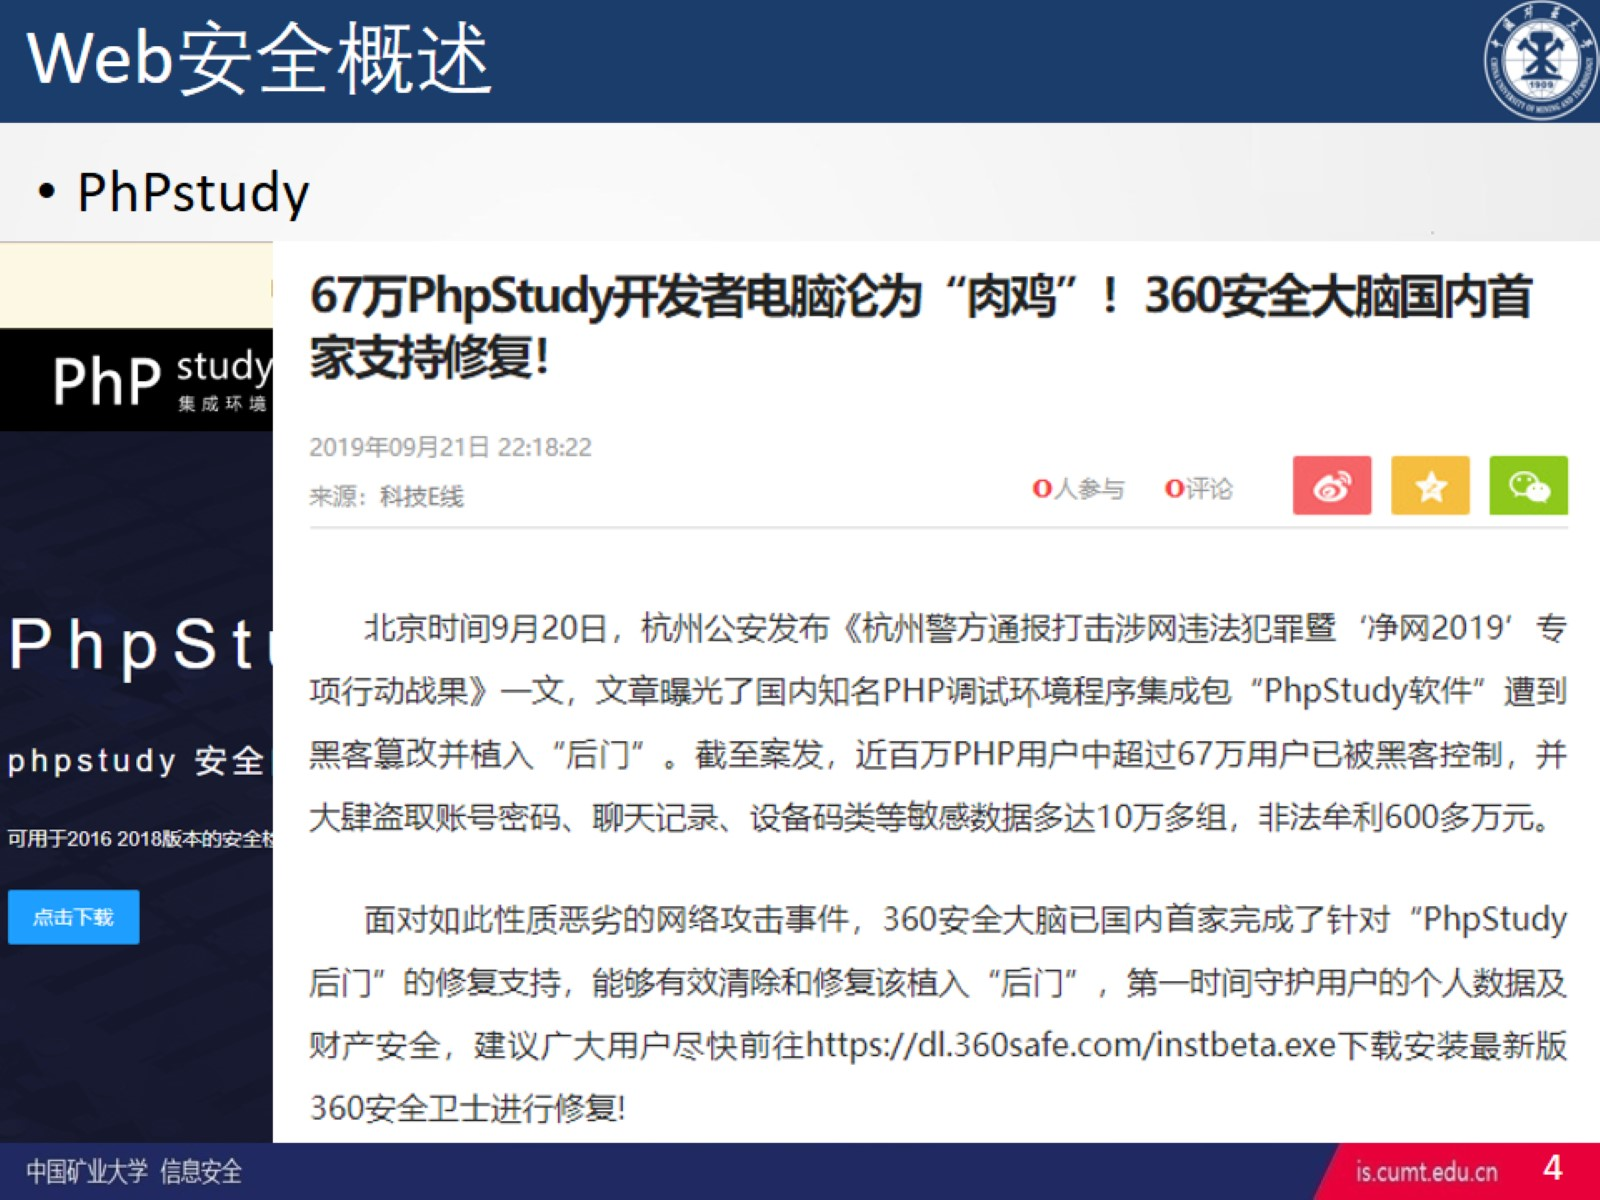 Web安全概述
中国矿业大学
CHINA UNIVERSITY OF MINING AND TECHNOLOGY
1909
• PhPstudy
PhP study
集成环境
PhpStu
phpstudy 安全
可用于2016 2018版本的安全检
点击下载
67万PhpStudy开发者电脑沦为“肉鸡”！360安全大脑国内首
家支持修复！
2019年09月21日 22:18:22
来源：科技E线
0人参与 0评论
北京时间9月20日，杭州公安发布《杭州警方通报打击涉网违法犯罪暨‘净网2019’专
项行动战果》一文，文章曝光了国内知名PHP调试环境程序集成包“PhpStudy软件”遭到
黑客篡改并植入“后门”。截至案发，近百万PHP用户中超过67万用户已被黑客控制，并
大肆盗取账号密码、聊天记录、设备码类等敏感数据多达10万多组，非法牟利600多万元。
面对如此性质恶劣的网络攻击事件，360安全大脑已国内首家完成了针对“PhpStudy
后门”的修复支持，能够有效清除和修复该植入“后门”，第一时间守护用户的个人数据及
财产安全，建议广大用户尽快前往https://dl.360safe.com/instbeta.exe下载安装最新版
360安全卫士进行修复!
中国矿业大学 信息安全
is.cumt.edu.cn 4